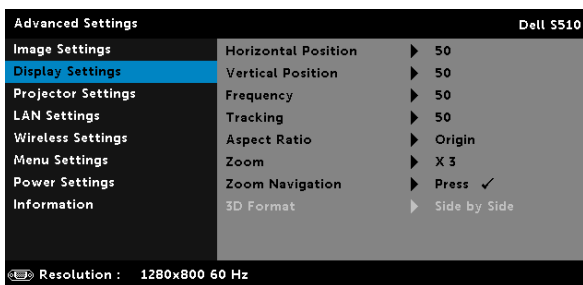 Advanced Settings Dell S510
Image Settings
Display Settings
Projector Settings
LAN Settings
Wireless Settings
Menu Settings
Power Settings
Information
Horizontal Position 50
Vertical Position 50
Frequency 50
Tracking 50
Aspect Ratio Origin
Zoom X 3
Zoom Navigation Press ✓
3D Format Side by Side
Resolution : 1280x800 60 Hz